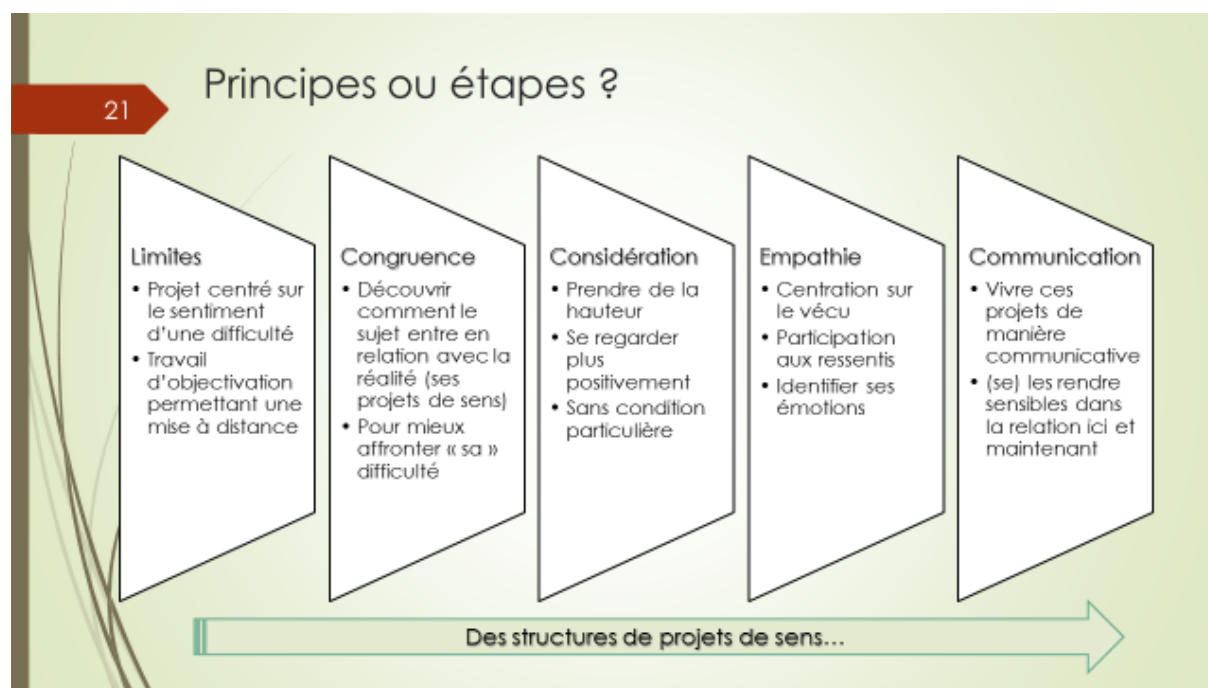 Principes ou étapes ?
21
Limites
• Projet centré sur
le sentiment
d'une difficulté
• Travail
d'objectivation
permettant une
mise à distance
Congruence
• Découvrir
comment le
sujet entre en
relation avec la
réalité (ses
projets de sens)
• Pour mieux
affronter « sa »
difficulté
Considération
• Prendre de la
hauteur
• Se regarder
plus
positivement
• Sans condition
particulière
Empathie
• Centration sur
le vécu
• Participation
aux ressentis
• Identifier ses
émotions
Communication
• Vivre ces
projets de
manière
communicative
• (se) les rendre
sensibles dans
la relation ici et
maintenant
Des structures de projets de sens...